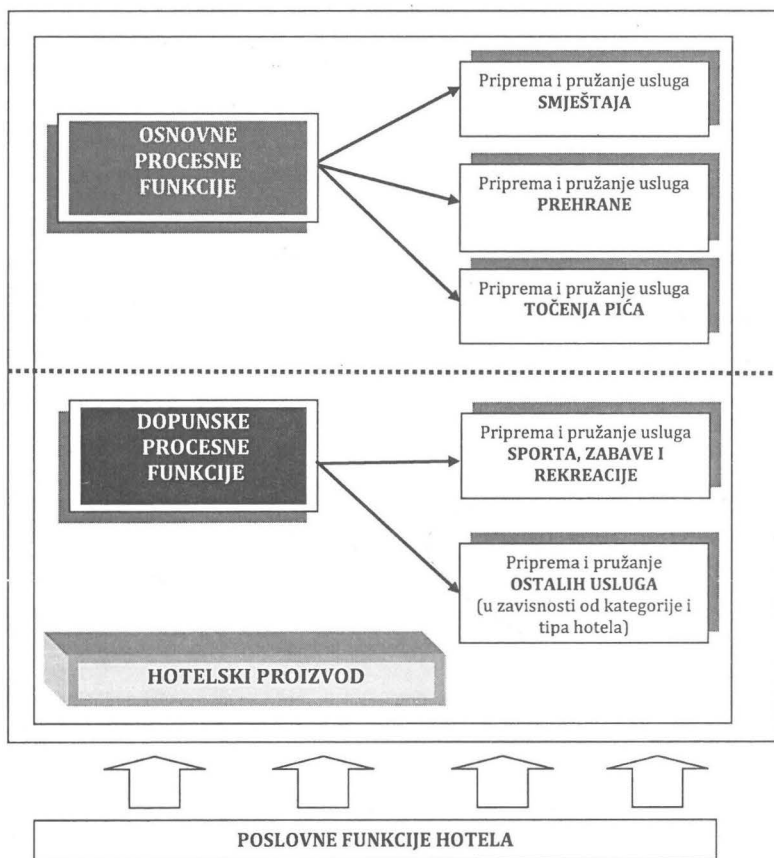 OSNOVNE
PROCESNE
FUNKCIJE
Priprema i pružanje usluga
SMJEŠTAJA
Priprema i pružanje usluga
PREHRANE
Priprema i pružanje usluga
TOČENJA PIĆA
DOPUNSKE
PROCESNE
FUNKCIJE
Priprema i pružanje usluga
SPORTA, ZABAVE I
REKREACIJE
Priprema i pružanje
OSTALIH USLUGA
(u zavisnosti od kategorije i
tipa hotela)
HOTELSKI PROIZVOD
POSLOVNE FUNKCIJE HOTELA